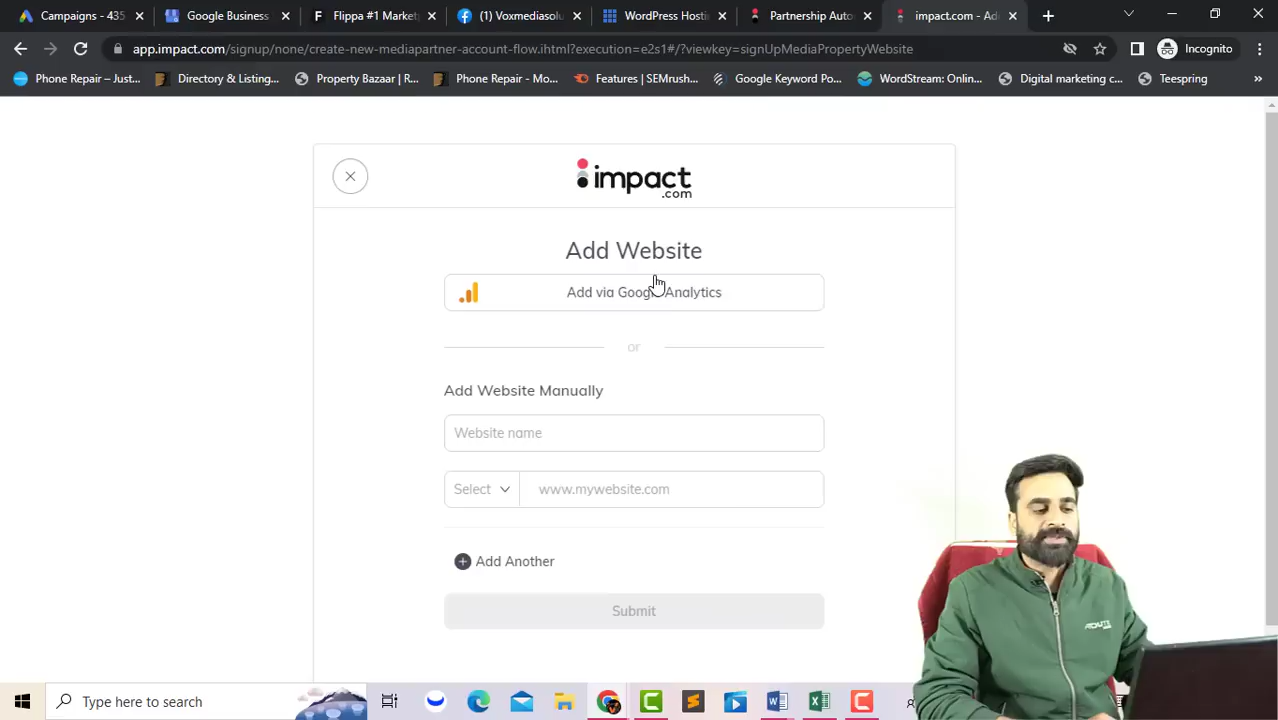 Campaigns - 435
Google Business
Flippa #1 Market
(1) Voxmediasolu
WordPress Hosti
Partnership Auto
impact.com - Ad
app.impact.com/signup/none/create-new-mediapartner-account-flow.ihtml?execution=e2s1#/?viewkey=signUpMediaPropertyWebsite
Incognito
Phone Repair – Just...
Directory & Listing...
Property Bazaar | R...
Phone Repair - Mo...
Features | SEMrush...
Google Keyword Po...
WordStream: Onlin...
Digital marketing c...
Teespring
impact
.com
Add Website
Add via Google Analytics
or
Add Website Manually
Website name
Select
www.mywebsite.com
Add Another
Submit
Type here to search